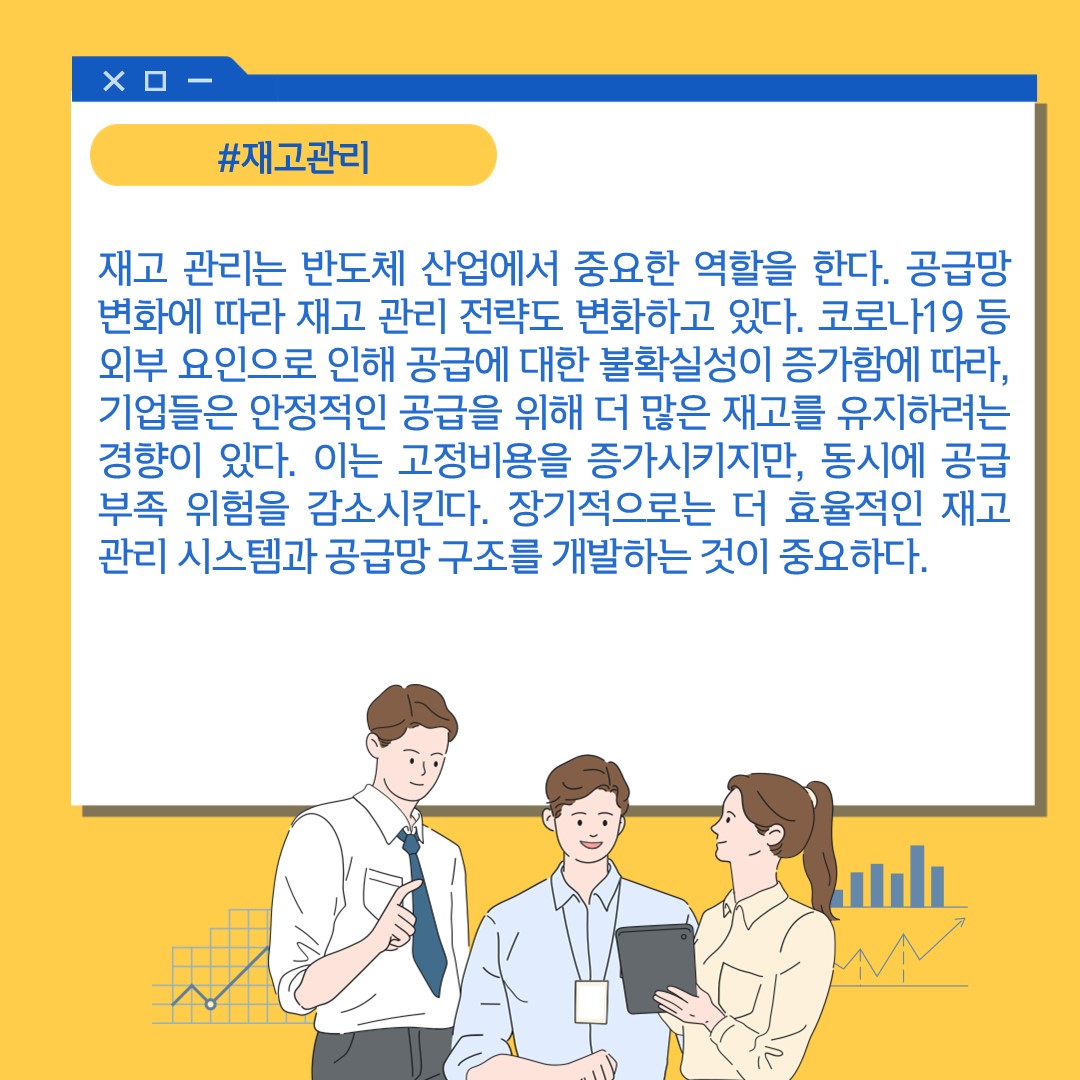 #재고관리
재고 관리는 반도체 산업에서 중요한 역할을 한다. 공급망
변화에 따라 재고 관리 전략도 변화하고 있다. 코로나19 등
외부 요인으로 인해 공급에 대한 불확실성이 증가함에 따라,
기업들은 안정적인 공급을 위해 더 많은 재고를 유지하려는
경향이 있다. 이는 고정비용을 증가시키지만, 동시에 공급
부족 위험을 감소시킨다. 장기적으로는 더 효율적인 재고
관리 시스템과 공급망 구조를 개발하는 것이 중요하다.